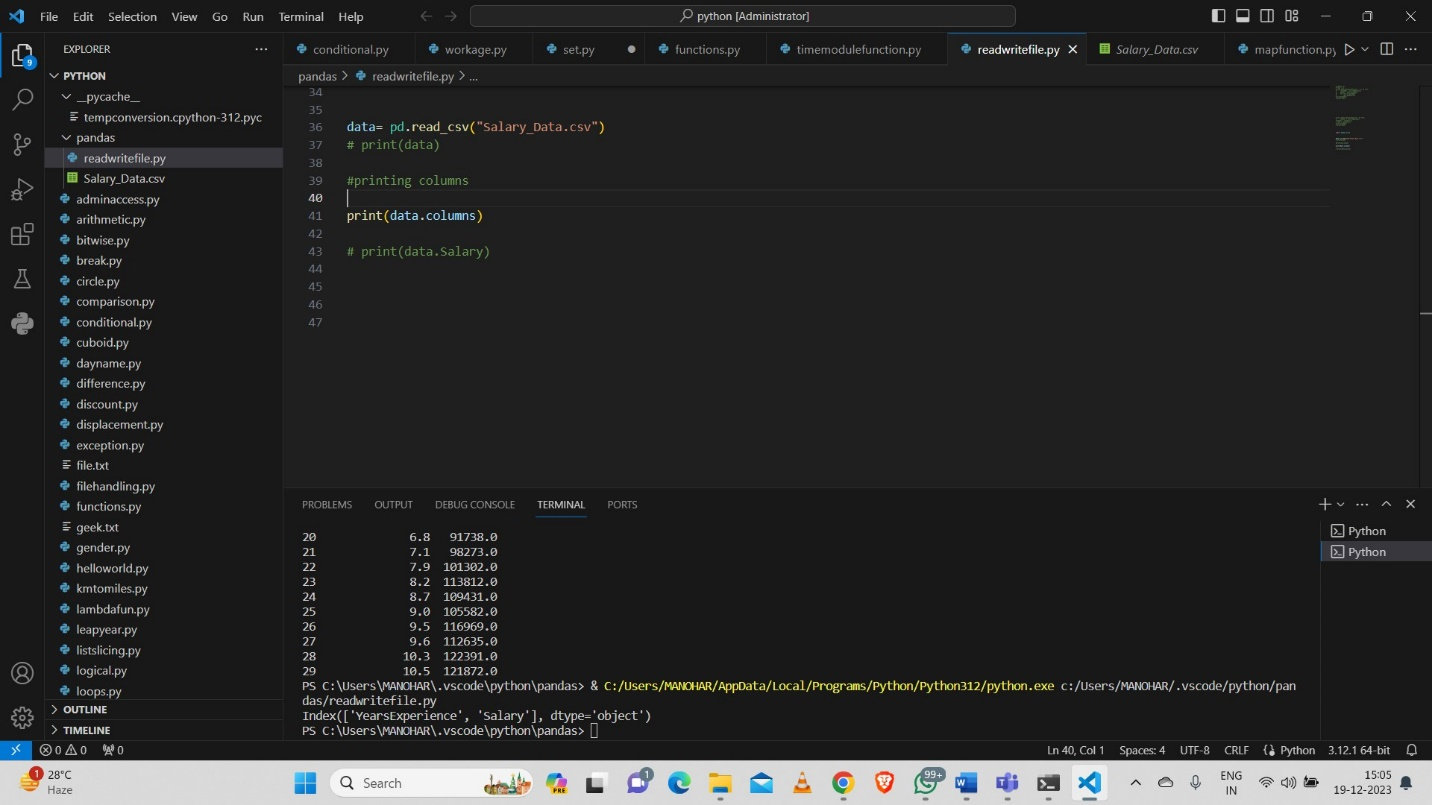 File Edit Selection View Go Run Terminal Help
python [Administrator]
EXPLORER
conditional.py
workage.py
set.py
functions.py
timemodulefunction.py
readwritefile.py
Salary_Data.csv
mapfunction.py
9
PYTHON
__pycache__
tempconversion.cpython-312.pyc
pandas
readwritefile.py
Salary_Data.csv
adminaccess.py
arithmetic.py
bitwise.py
break.py
circle.py
comparison.py
conditional.py
cuboid.py
dayname.py
difference.py
discount.py
displacement.py
exception.py
file.txt
filehandling.py
functions.py
geek.txt
gender.py
helloworld.py
kmtomiles.py
lambdafun.py
leapyear.py
listslicing.py
logical.py
loops.py
OUTLINE
TIMELINE
pandas > readwritefile.py > ...
34
35
36 data= pd.read_csv("Salary_Data.csv")
37 # print(data)
38
39 #printing columns
40
41 print(data.columns)
42
43 # print(data.Salary)
44
45
46
47
PROBLEMS OUTPUT DEBUG CONSOLE TERMINAL PORTS
Python
Python
20 6.8 91738.0
21 7.1 98273.0
22 7.9 101302.0
23 8.2 113812.0
24 8.7 109431.0
25 9.0 105582.0
26 9.5 116969.0
27 9.6 112635.0
28 10.3 122391.0
29 10.5 121872.0
PS C:\Users\MANOHAR\.vscode\python\pandas> & C:/Users/MANOHAR/AppData/Local/Programs/Python/Python312/python.exe c:/Users/MANOHAR/.vscode/python/pan
das/readwritefile.py
Index(['YearsExperience', 'Salary'], dtype='object')
PS C:\Users\MANOHAR\.vscode\python\pandas>
0 0 0
Ln 40, Col 1 Spaces: 4 UTF-8 CRLF Python 3.12.1 64-bit
1
28°C
Haze
Search
PRE
1
99+
ENG
IN
15:05
19-12-2023